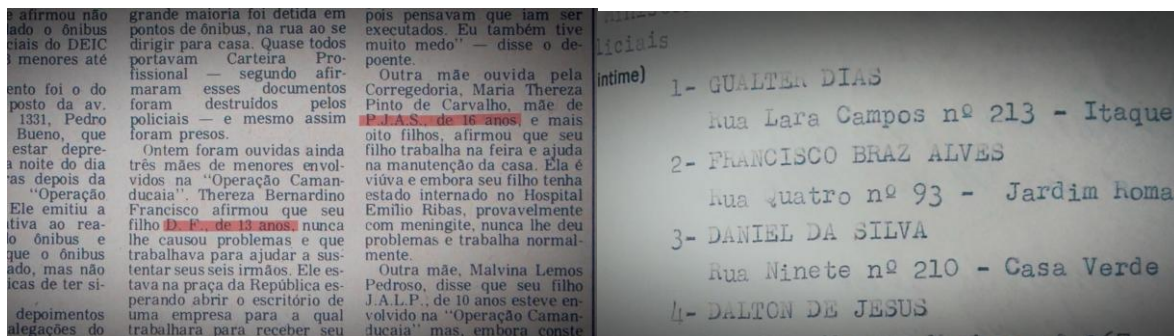 e afirmou não
lado o ônibus
ciais do DEIC
menores até
ento foi o do
posto da av.
1331, Pedro
Bueno, que
estar depre-
a noite do dia
ras depois da
"Operação
Ele emitiu a
tiva ao rea-
o ônibus e
que o ônibus
ado, mas não
icas de ter si-
depoimentos
alegações do
grande maioria foi detida em
pontos de ônibus, na rua ao se
dirigir para casa. Quase todos
portavam Carteira Pro-
fissional — segundo afir-
maram esses documentos
foram destruídos pelos
policiais — e mesmo assim
foram presos.
Ontem foram ouvidas ainda
três mães de menores envol-
vidos na "Operação Caman-
ducaia". Thereza Bernardino
Francisco afirmou que seu
filho D. F., de 13 anos, nunca
lhe causou problemas e que
trabalhava para ajudar a sus-
tentar seus seis irmãos. Ele es-
tava na praça da República es-
perando abrir o escritório de
uma empresa para a qual
trabalhara para receber seu
pois pensavam que iam ser
executados. Eu também tive
muito medo" — disse o de-
poente.
Outra mãe ouvida pela
Corregedoria, Maria Thereza
Pinto de Carvalho, mãe de
P.J.A.S., de 16 anos, e mais
oito filhos, afirmou que seu
filho trabalha na feira e ajuda
na manutenção da casa. Ela é
viúva e embora seu filho tenha
estado internado no Hospital
Emílio Ribas, provavelmente
com meningite, nunca lhe deu
problemas e trabalha normal-
mente.
Outra mãe, Malvina Lemos
Pedroso, disse que seu filho
J.A.L.P., de 10 anos esteve en-
volvido na "Operação Caman-
ducaia" mas, embora conste
liciais
intime)
1- GUALTER DIAS
Rua Lara Campos nº 213 - Itaque
2- FRANCISCO BRAZ ALVES
Rua Quatro nº 93 - Jardim Roma
3- DANIEL DA SILVA
Rua Ninete nº 210 - Casa Verde
4- DALTON DE JESUS